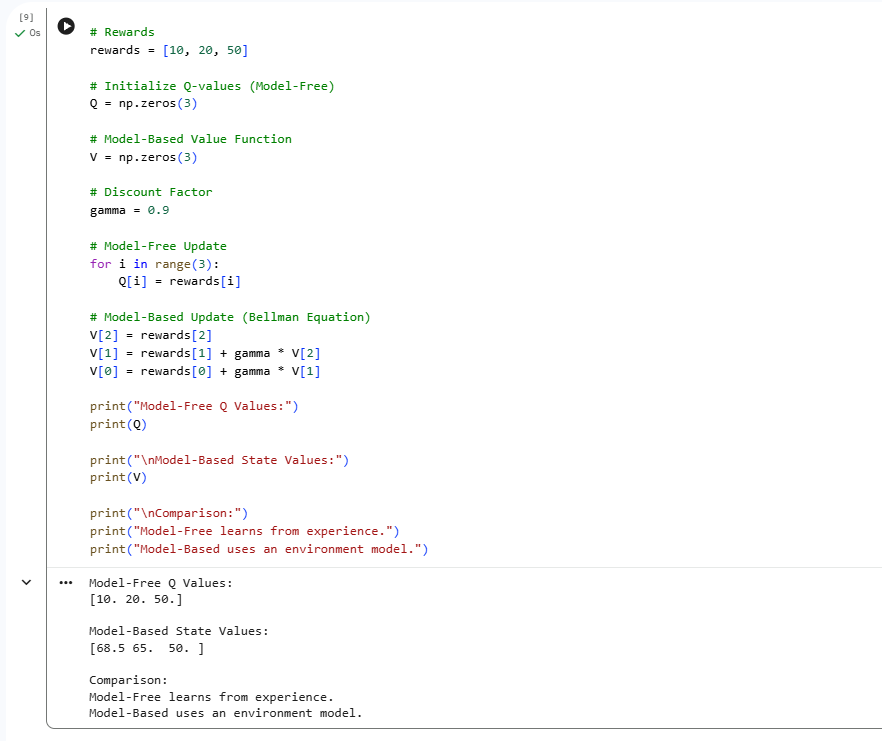 [9]
✓ 0s
# Rewards
rewards = [10, 20, 50]
# Initialize Q-values (Model-Free)
Q = np.zeros(3)
# Model-Based Value Function
V = np.zeros(3)
# Discount Factor
gamma = 0.9
# Model-Free Update
for i in range(3):
    Q[i] = rewards[i]
# Model-Based Update (Bellman Equation)
V[2] = rewards[2]
V[1] = rewards[1] + gamma * V[2]
V[0] = rewards[0] + gamma * V[1]
print("Model-Free Q Values:")
print(Q)
print("\nModel-Based State Values:")
print(V)
print("\nComparison:")
print("Model-Free learns from experience.")
print("Model-Based uses an environment model.")
Model-Free Q Values:
[10. 20. 50.]
Model-Based State Values:
[68.5 65.  50. ]
Comparison:
Model-Free learns from experience.
Model-Based uses an environment model.